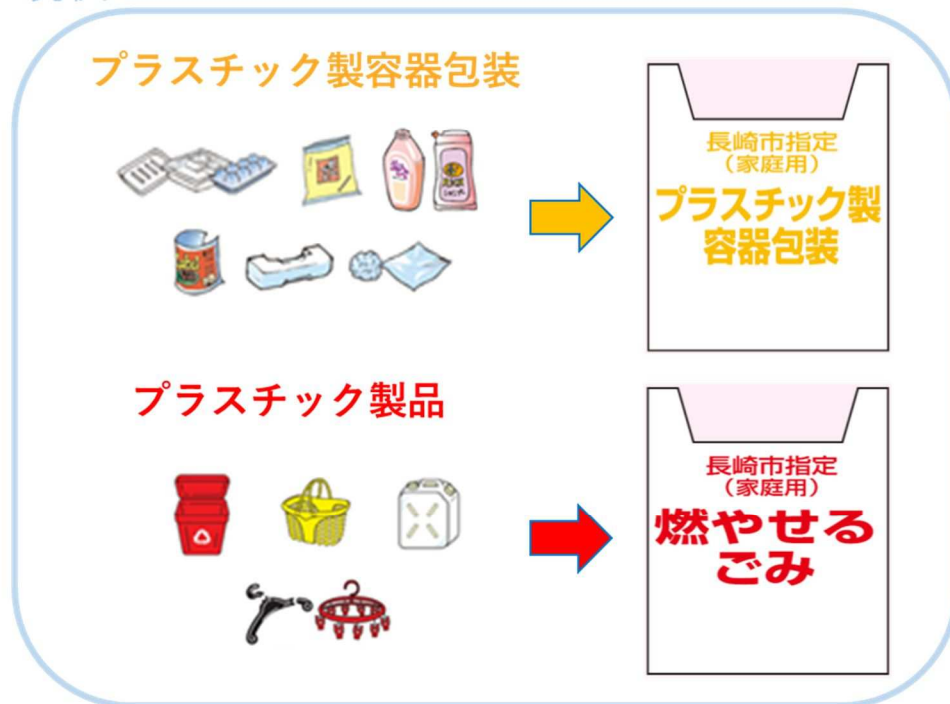 プラスチック製容器包装
長崎市指定
（家庭用）
プラスチック製
容器包装
プラスチック製品
長崎市指定
（家庭用）
燃やせる
ごみ